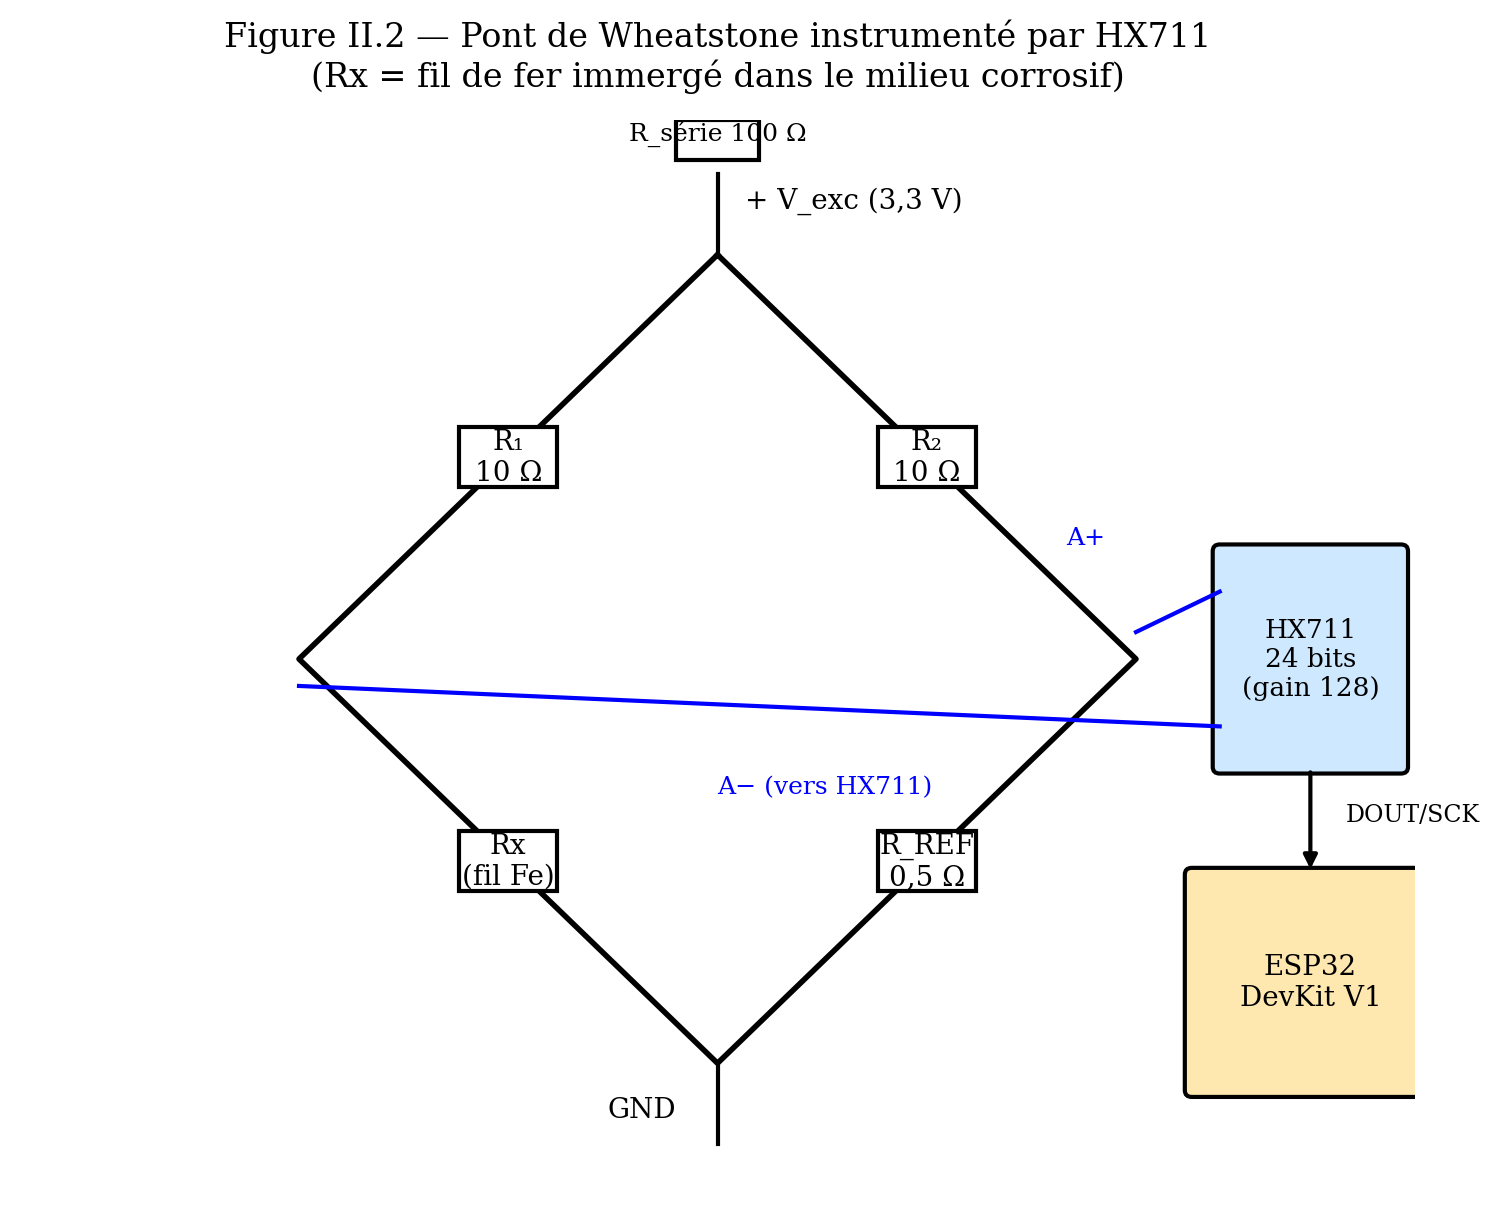 Figure II.2 — Pont de Wheatstone instrumenté par HX711
(Rx = fil de fer immergé dans le milieu corrosif)
R_série 100 Ω
+ V_exc (3,3 V)
R₁
10 Ω
R₂
10 Ω
A+
HX711
24 bits
(gain 128)
A− (vers HX711)
DOUT/SCK
Rx
(fil Fe)
R_REF
0,5 Ω
ESP32
DevKit V1
GND